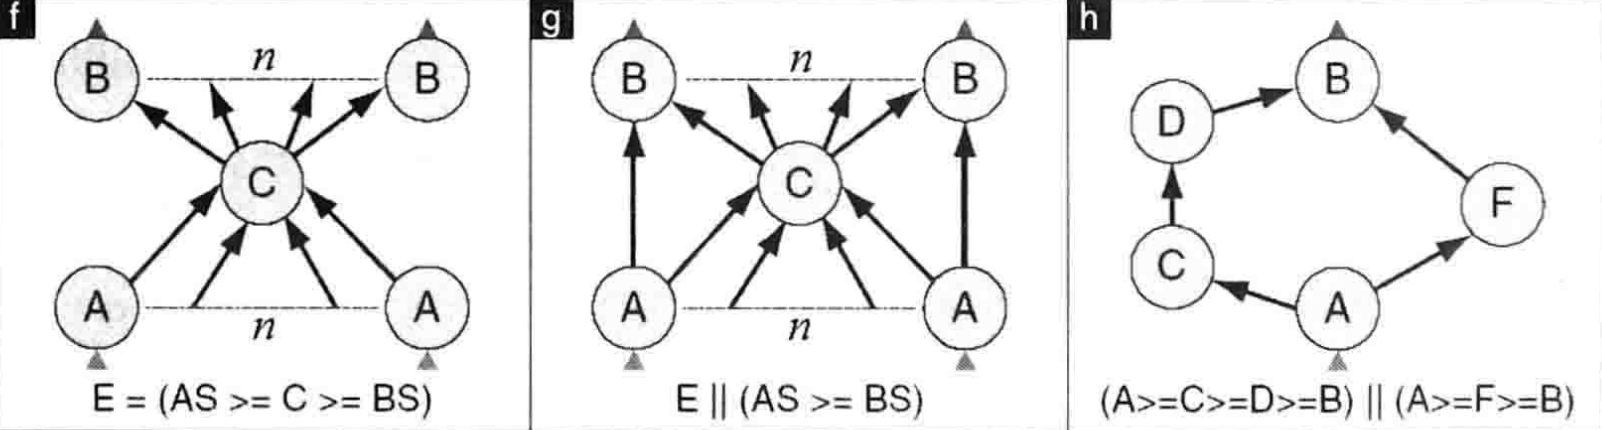 f
B n B
C
A n A
E = (AS >= C >= BS)
g
B n B
C
A n A
E || (AS >= BS)
h
B
D
F
C
A
(A>=C>=D>=B) || (A>=F>=B)